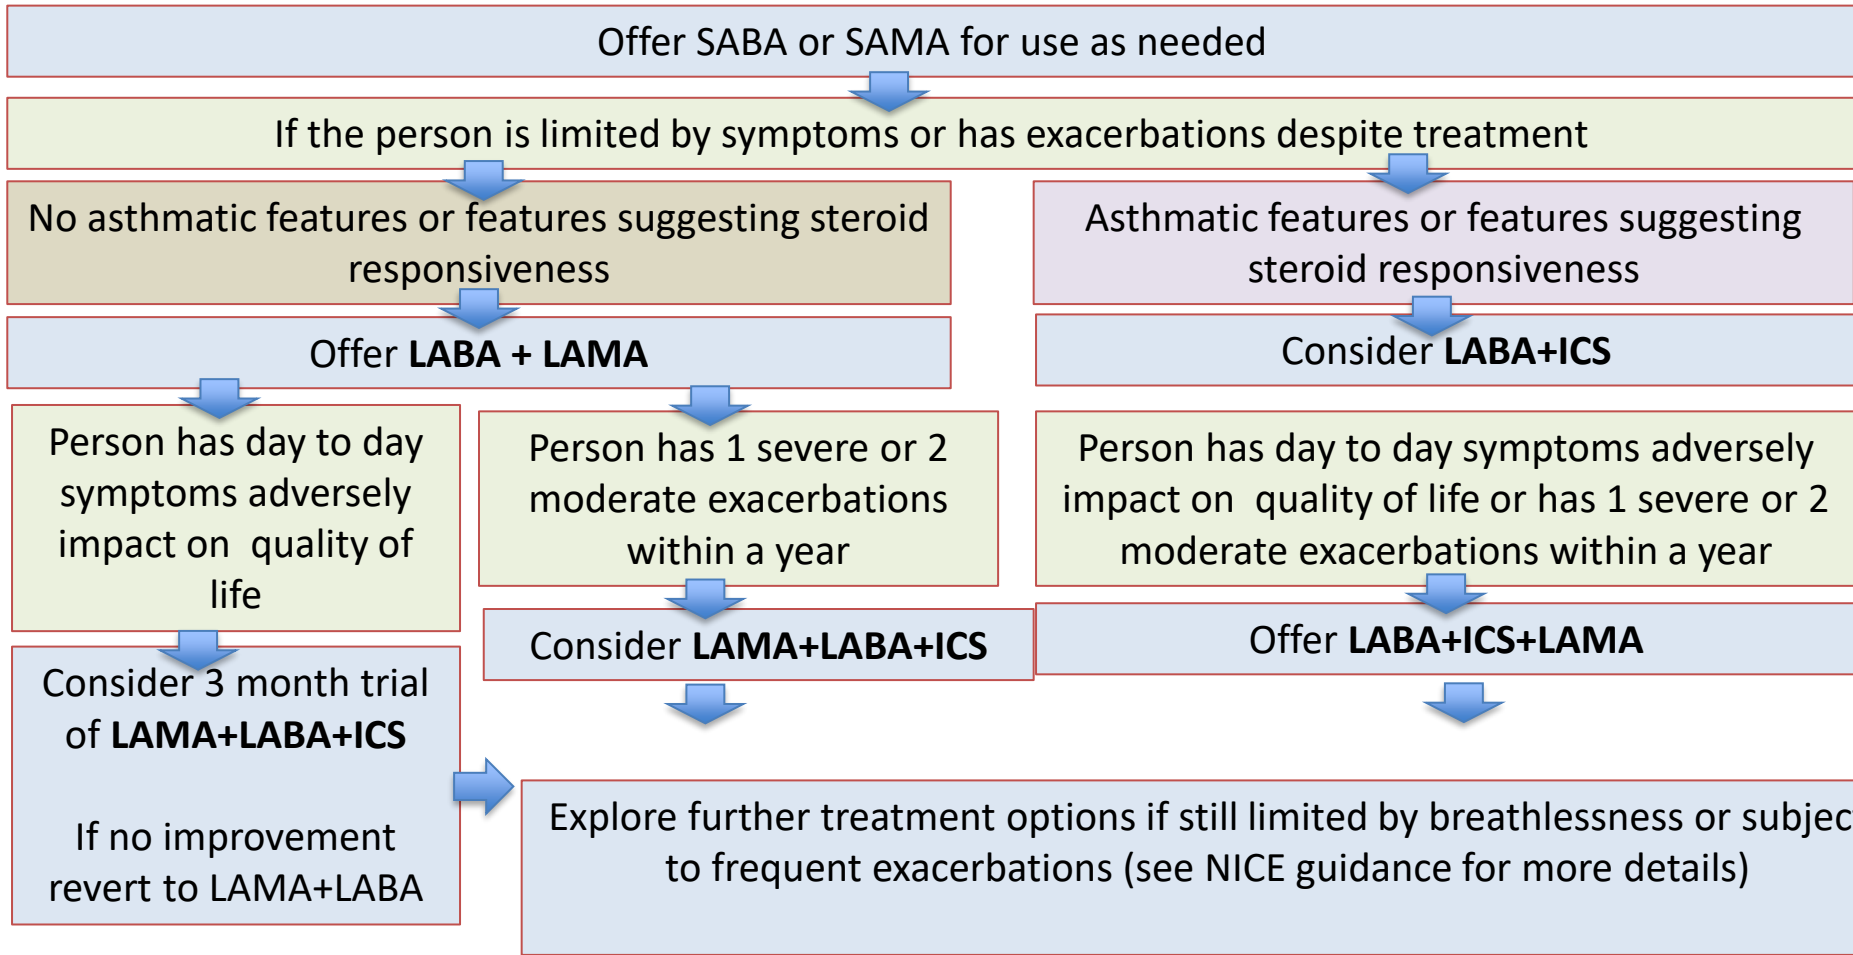 Offer SABA or SAMA for use as needed
If the person is limited by symptoms or has exacerbations despite treatment
No asthmatic features or features suggesting steroid
responsiveness
Asthmatic features or features suggesting
steroid responsiveness
Offer LABA + LAMA
Consider LABA+ICS
Person has day to day
symptoms adversely
impact on quality of
life
Person has 1 severe or 2
moderate exacerbations
within a year
Person has day to day symptoms adversely
impact on quality of life or has 1 severe or 2
moderate exacerbations within a year
Consider 3 month trial
of LAMA+LABA+ICS
If no improvement
revert to LAMA+LABA
Consider LAMA+LABA+ICS
Offer LABA+ICS+LAMA
Explore further treatment options if still limited by breathlessness or subject
to frequent exacerbations (see NICE guidance for more details)